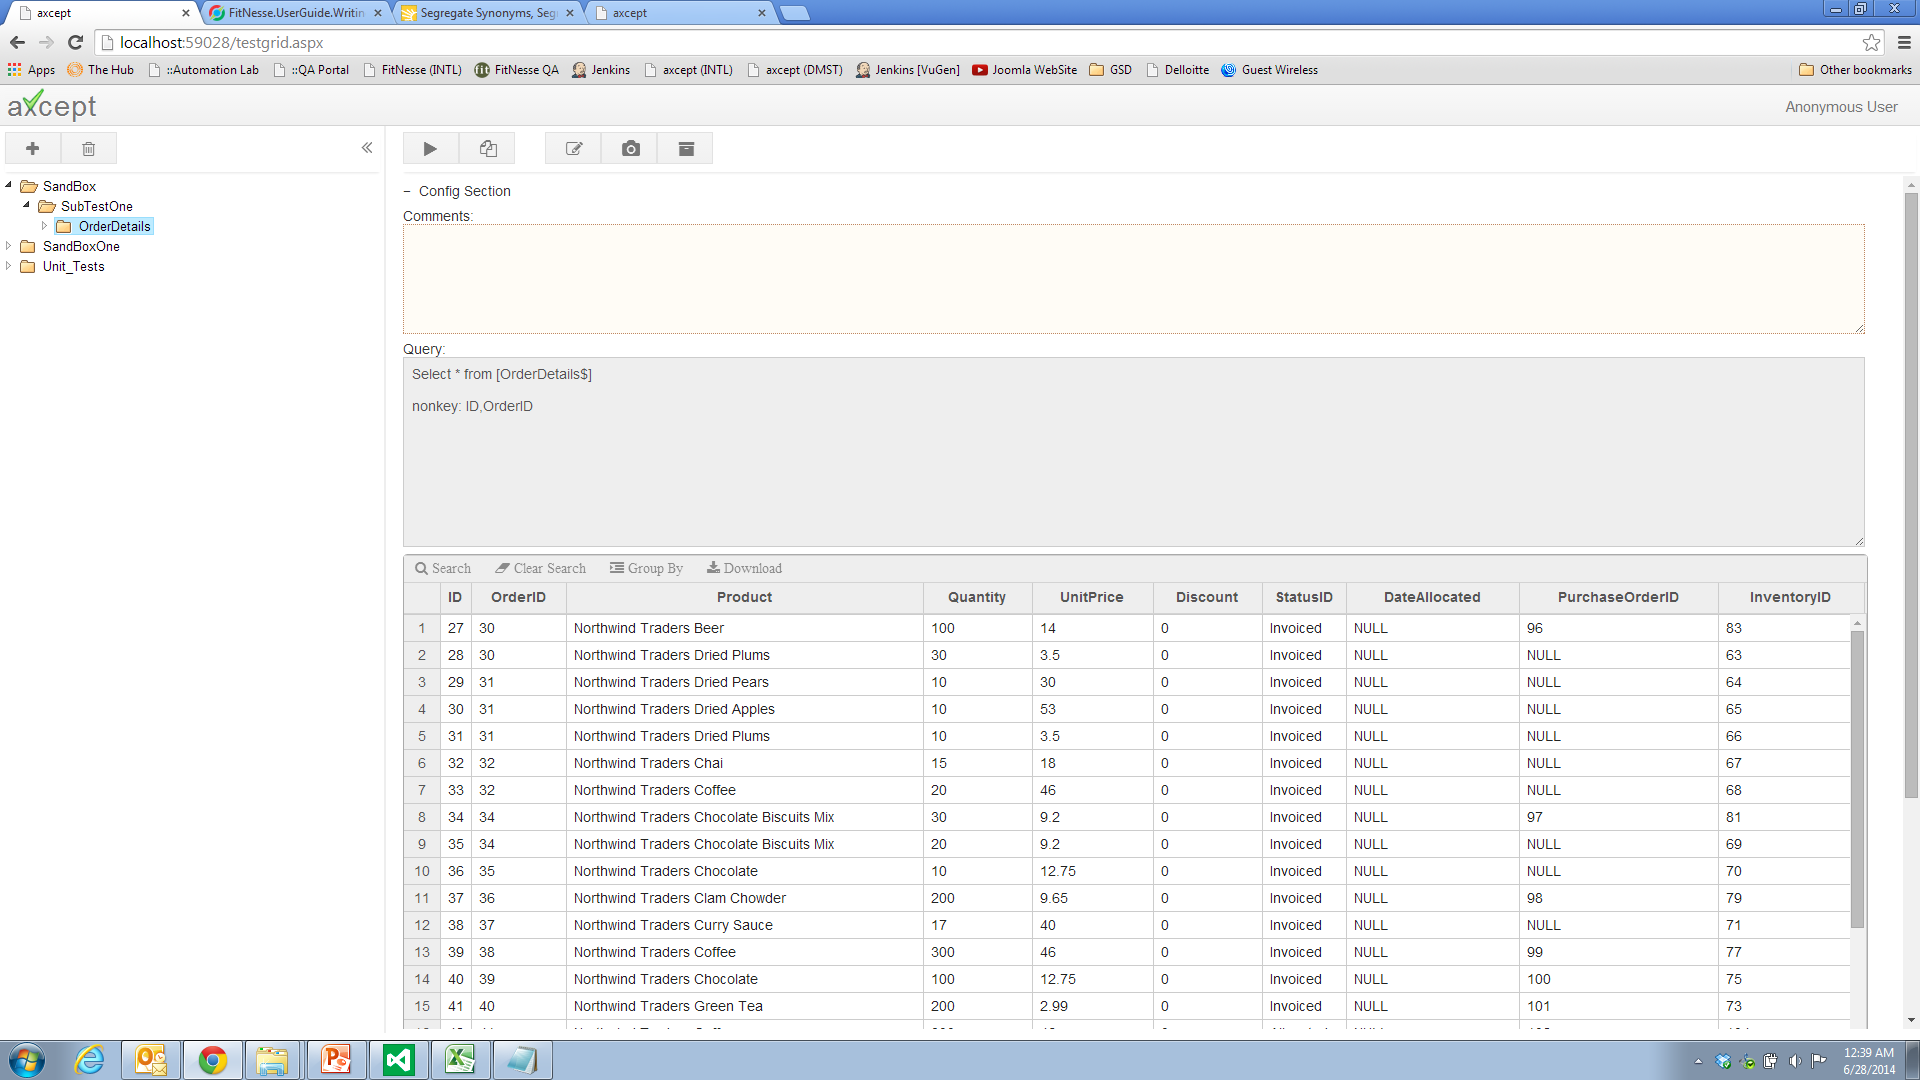 axcept
FitNesse.UserGuide.Writin
Segregate Synonyms, Seg
axcept
localhost:59028/testgrid.aspx
Apps The Hub ::Automation Lab ::QA Portal FitNesse (INTL) FitNesse QA Jenkins axcept (INTL) axcept (DMST) Jenkins [VuGen] Joomla WebSite GSD Delloitte Guest Wireless Other bookmarks
axcept
Anonymous User
SandBox
SubTestOne
OrderDetails
SandBoxOne
Unit_Tests
− Config Section
Comments:
Query:
Select * from [OrderDetails$]
nonkey: ID,OrderID
Search Clear Search Group By Download
ID OrderID Product Quantity UnitPrice Discount StatusID DateAllocated PurchaseOrderID InventoryID
1 27 30 Northwind Traders Beer 100 14 0 Invoiced NULL 96 83
2 28 30 Northwind Traders Dried Plums 30 3.5 0 Invoiced NULL NULL 63
3 29 31 Northwind Traders Dried Pears 10 30 0 Invoiced NULL NULL 64
4 30 31 Northwind Traders Dried Apples 10 53 0 Invoiced NULL NULL 65
5 31 31 Northwind Traders Dried Plums 10 3.5 0 Invoiced NULL NULL 66
6 32 32 Northwind Traders Chai 15 18 0 Invoiced NULL NULL 67
7 33 32 Northwind Traders Coffee 20 46 0 Invoiced NULL NULL 68
8 34 34 Northwind Traders Chocolate Biscuits Mix 30 9.2 0 Invoiced NULL 97 81
9 35 34 Northwind Traders Chocolate Biscuits Mix 20 9.2 0 Invoiced NULL NULL 69
10 36 35 Northwind Traders Chocolate 10 12.75 0 Invoiced NULL NULL 70
11 37 36 Northwind Traders Clam Chowder 200 9.65 0 Invoiced NULL 98 79
12 38 37 Northwind Traders Curry Sauce 17 40 0 Invoiced NULL NULL 71
13 39 38 Northwind Traders Coffee 300 46 0 Invoiced NULL 99 77
14 40 39 Northwind Traders Chocolate 100 12.75 0 Invoiced NULL 100 75
15 41 40 Northwind Traders Green Tea 200 2.99 0 Invoiced NULL 101 73
12:39 AM
6/28/2014